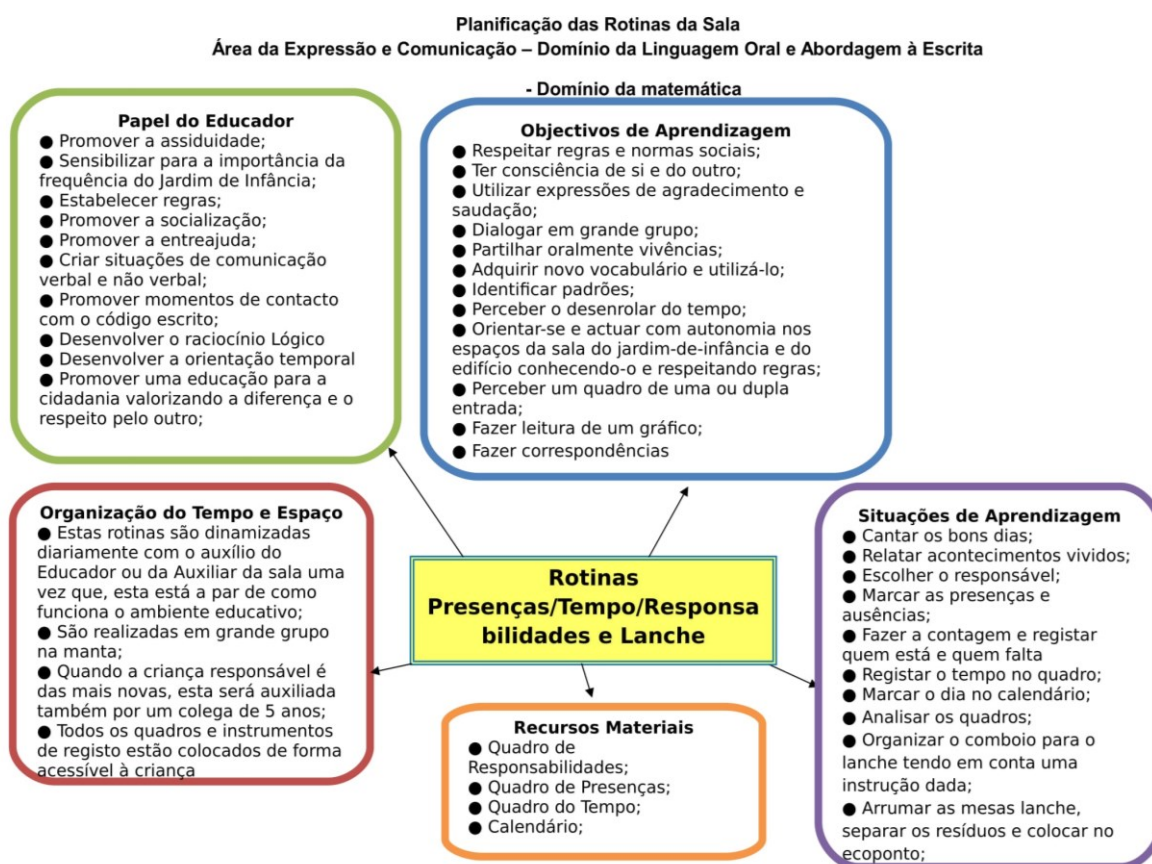 Planificação das Rotinas da Sala
Área da Expressão e Comunicação – Domínio da Linguagem Oral e Abordagem à Escrita
- Domínio da matemática
Papel do Educador
● Promover a assiduidade;
● Sensibilizar para a importância da
frequência do Jardim de Infância;
● Estabelecer regras;
● Promover a socialização;
● Promover a entreajuda;
● Criar situações de comunicação
verbal e não verbal;
● Promover momentos de contacto
com o código escrito;
● Desenvolver o raciocínio Lógico
● Desenvolver a orientação temporal
● Promover uma educação para a
cidadania valorizando a diferença e o
respeito pelo outro;
Objectivos de Aprendizagem
● Respeitar regras e normas sociais;
● Ter consciência de si e do outro;
● Utilizar expressões de agradecimento e
saudação;
● Dialogar em grande grupo;
● Partilhar oralmente vivências;
● Adquirir novo vocabulário e utilizá-lo;
● Identificar padrões;
● Perceber o desenrolar do tempo;
● Orientar-se e actuar com autonomia nos
espaços da sala do jardim-de-infância e do
edifício conhecendo-o e respeitando regras;
● Perceber um quadro de uma ou dupla
entrada;
● Fazer leitura de um gráfico;
● Fazer correspondências
Organização do Tempo e Espaço
● Estas rotinas são dinamizadas
diariamente com o auxílio do
Educador ou da Auxiliar da sala uma
vez que, esta está a par de como
funciona o ambiente educativo;
● São realizadas em grande grupo
na manta;
● Quando a criança responsável é
das mais novas, esta será auxiliada
também por um colega de 5 anos;
● Todos os quadros e instrumentos
de registo estão colocados de forma
acessível à criança
Rotinas
Presenças/Tempo/Responsa
bilidades e Lanche
Recursos Materiais
● Quadro de
Responsabilidades;
● Quadro de Presenças;
● Quadro do Tempo;
● Calendário;
Situações de Aprendizagem
● Cantar os bons dias;
● Relatar acontecimentos vividos;
● Escolher o responsável;
● Marcar as presenças e
ausências;
● Fazer a contagem e registar
quem está e quem falta
● Registar o tempo no quadro;
● Marcar o dia no calendário;
● Analisar os quadros;
● Organizar o comboio para o
lanche tendo em conta uma
instrução dada;
● Arrumar as mesas lanche,
separar os resíduos e colocar no
ecoponto;